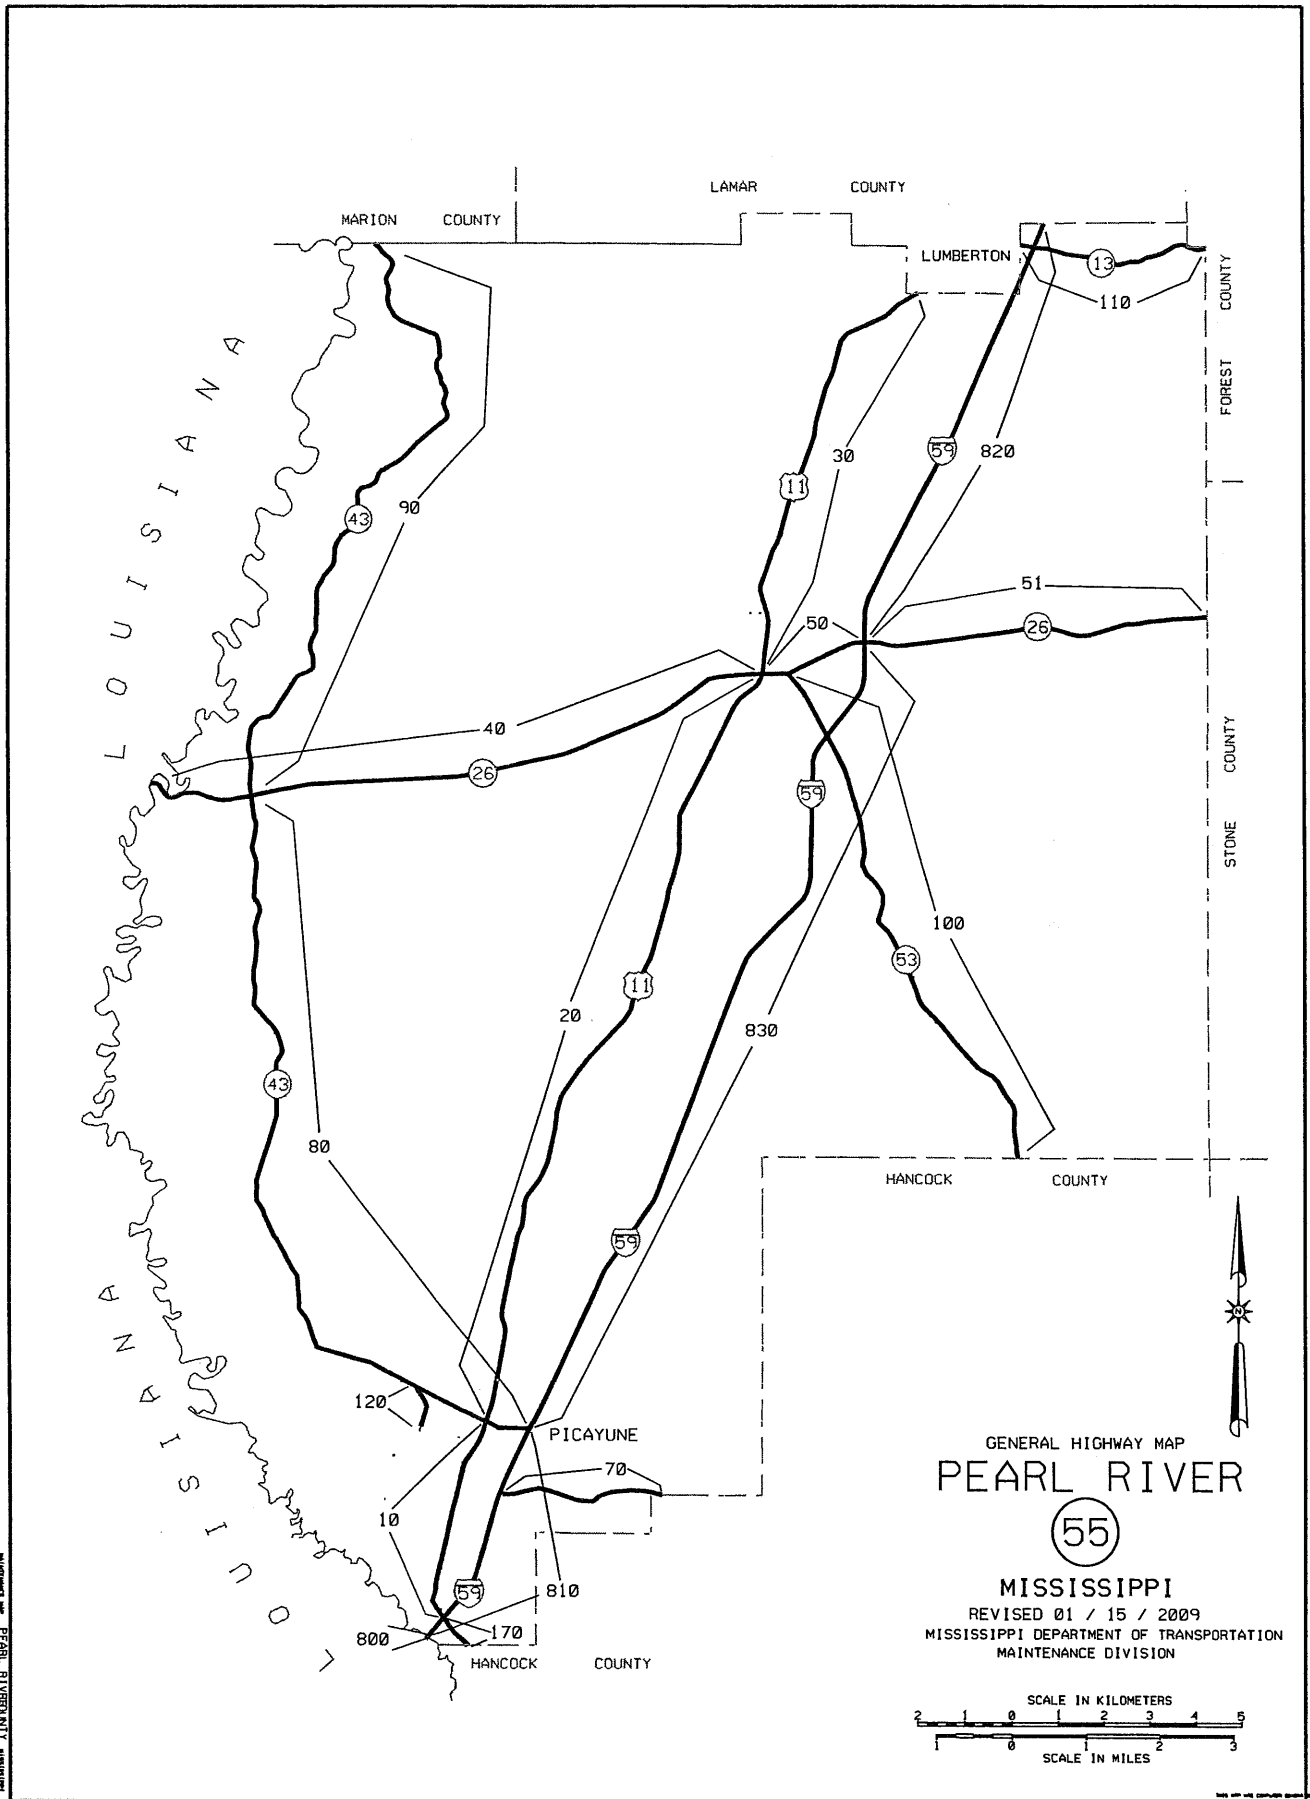 LAMAR COUNTY
MARION COUNTY
LUMBERTON
13
110
FOREST COUNTY
LOUISIANA
30
59
820
11
90
43
51
50
26
40
26
59
STONE COUNTY
100
53
11
20
830
43
80
HANCOCK COUNTY
59
N
LOUISIANA
120
PICAYUNE
70
10
59
810
800
170
HANCOCK COUNTY
GENERAL HIGHWAY MAP
PEARL RIVER
55
MISSISSIPPI
REVISED 01 / 15 / 2009
MISSISSIPPI DEPARTMENT OF TRANSPORTATION
MAINTENANCE DIVISION
SCALE IN KILOMETERS
2 1 0 1 2 3 4 5
1 0 1 2 3
SCALE IN MILES
PEARL